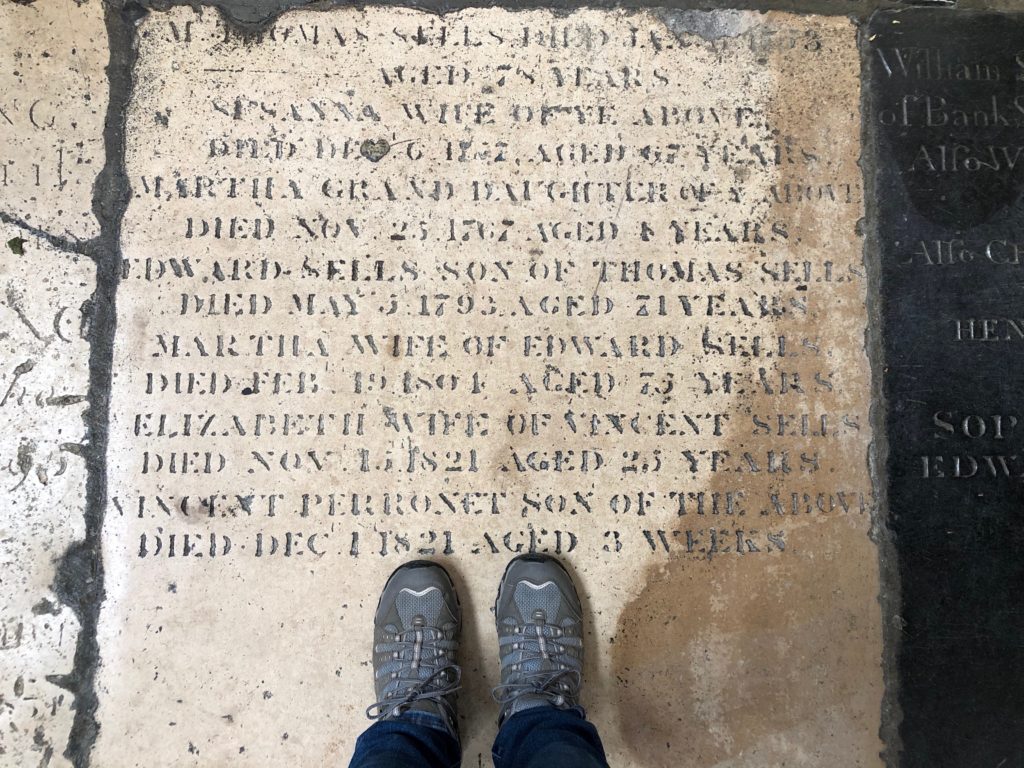 M THOMAS SELLS DIED
AGED 78 YEARS.
SUSANNA WIFE OF YE ABOVE
DIED DEC 6 AGED 67 YEARS.
MARTHA GRAND DAUGHTER OF Y ABOVE
DIED NOV 25 1767 AGED 4 YEARS.
EDWARD SELLS SON OF THOMAS SELLS
DIED MAY 5 1793 AGED 71 YEARS.
MARTHA WIFE OF EDWARD SELLS.
DIED FEB 19 1804 AGED 75 YEARS.
ELIZABETH WIFE OF VINCENT SELLS
DIED NOV 15 1821 AGED 25 YEARS.
VINCENT PERRONET SON OF THE ABOVE
DIED DEC 1 1821 AGED 3 WEEKS.
William S
of Bank S
Also W
Also Ch
HEN
SOP
EDWA